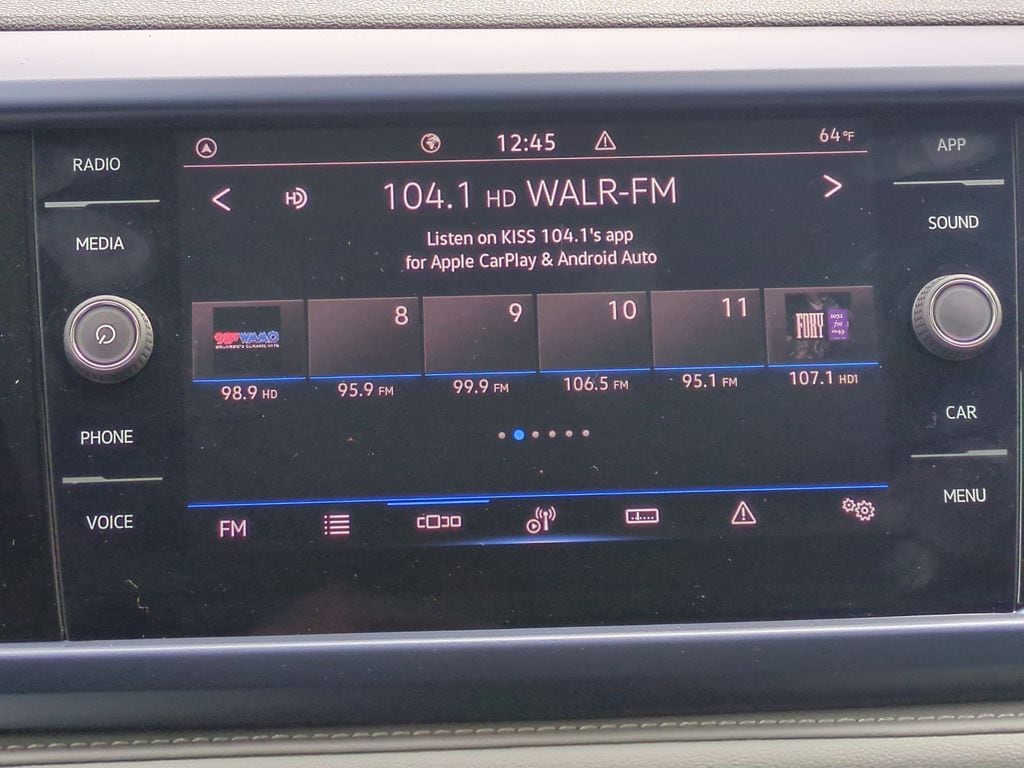 RADIO
MEDIA
PHONE
VOICE
12:45
64°F
104.1 HD WALR-FM
Listen on KISS 104.1's app
for Apple CarPlay & Android Auto
8
9
10
11
FOXY
98.9 HD
95.9 FM
99.9 FM
106.5 FM
95.1 FM
107.1 HD1
FM
APP
SOUND
CAR
MENU